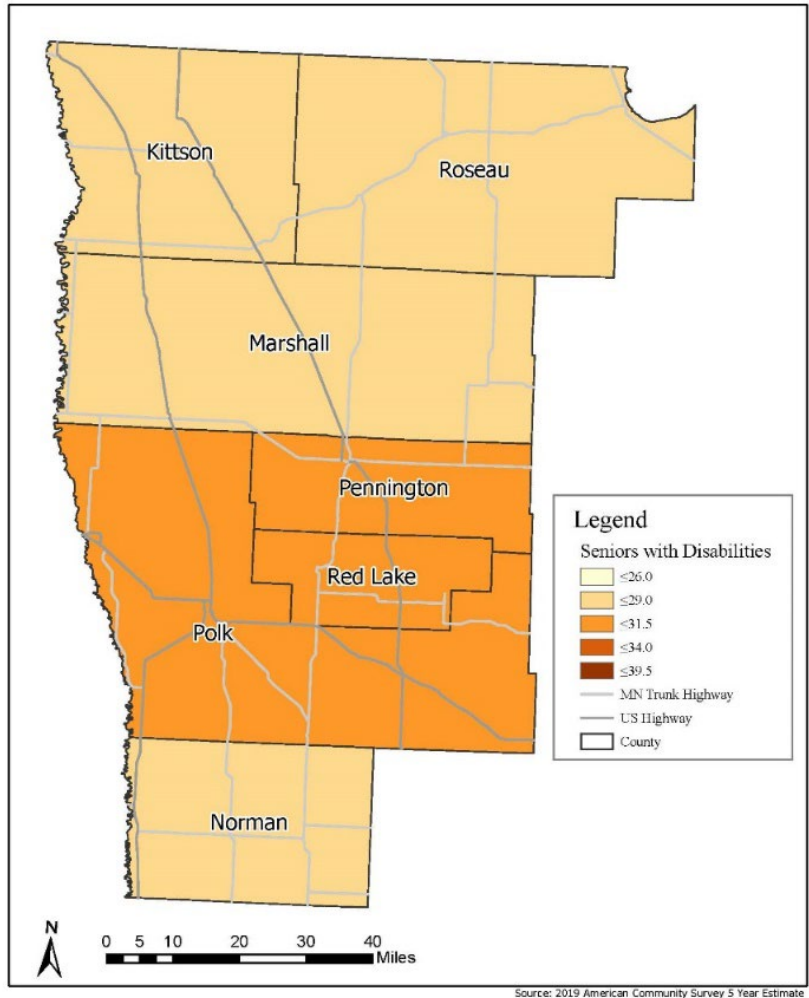 Kittson
Roseau
Marshall
Pennington
Red Lake
Polk
Norman
Legend
Seniors with Disabilities
≤26.0
≤29.0
≤31.5
≤34.0
≤39.5
MN Trunk Highway
US Highway
County
N
0 5 10 20 30 40
Miles
Source: 2019 American Community Survey 5 Year Estimate